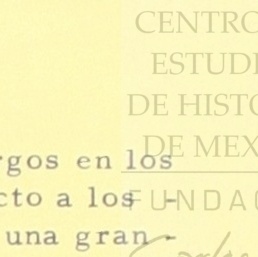 CENTRO
ESTUDI
DE HISTO
DE MEX
rgos en los
FUNDAC
cto a los -
una gran -